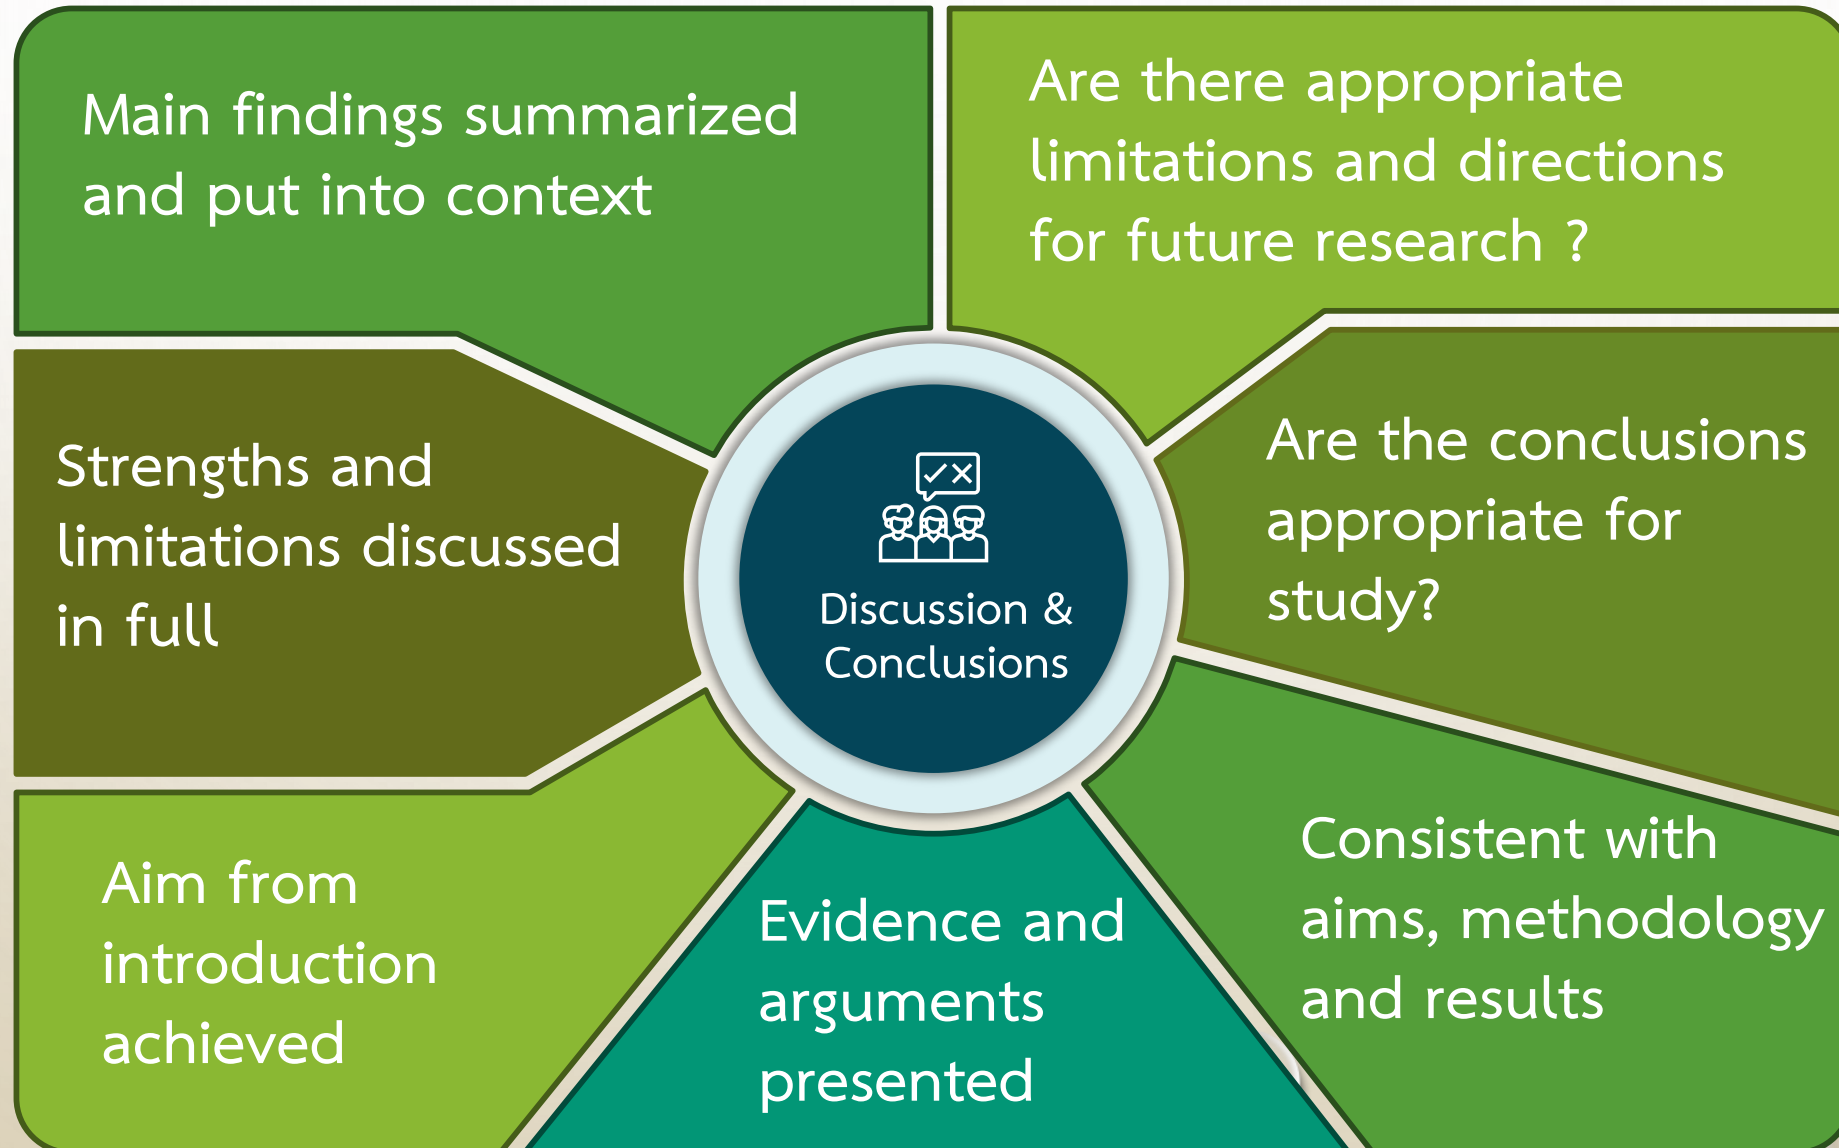 Main findings summarized
and put into context
Are there appropriate
limitations and directions
for future research ?
Strengths and
limitations discussed
in full
Discussion &
Conclusions
Are the conclusions
appropriate for
study?
Aim from
introduction
achieved
Evidence and
arguments
presented
Consistent with
aims, methodology
and results